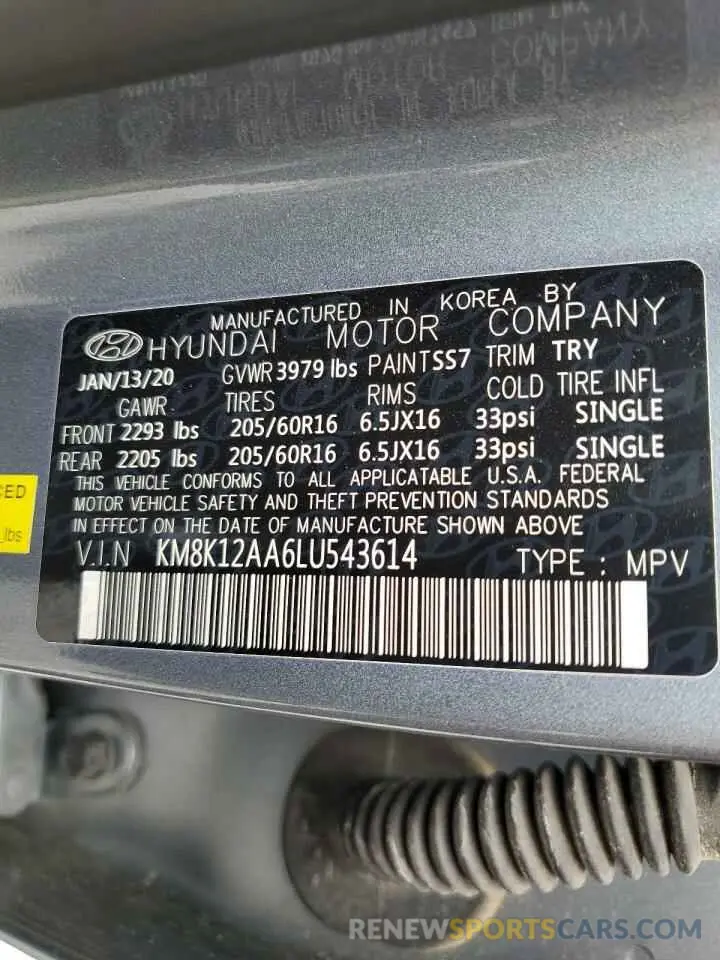 MANUFACTURED IN KOREA BY
HYUNDAI MOTOR COMPANY
JAN/13/20 GVWR 3979 lbs PAINT SS7 TRIM TRY
GAWR TIRES RIMS COLD TIRE INFL
FRONT 2293 lbs 205/60R16 6.5JX16 33psi SINGLE
REAR 2205 lbs 205/60R16 6.5JX16 33psi SINGLE
THIS VEHICLE CONFORMS TO ALL APPLICATABLE U.S.A. FEDERAL
MOTOR VEHICLE SAFETY AND THEFT PREVENTION STANDARDS
IN EFFECT ON THE DATE OF MANUFACTURE SHOWN ABOVE
V.I.N KM8K12AA6LU543614 TYPE : MPV
lbs
RENEWSPORTSCARS.COM